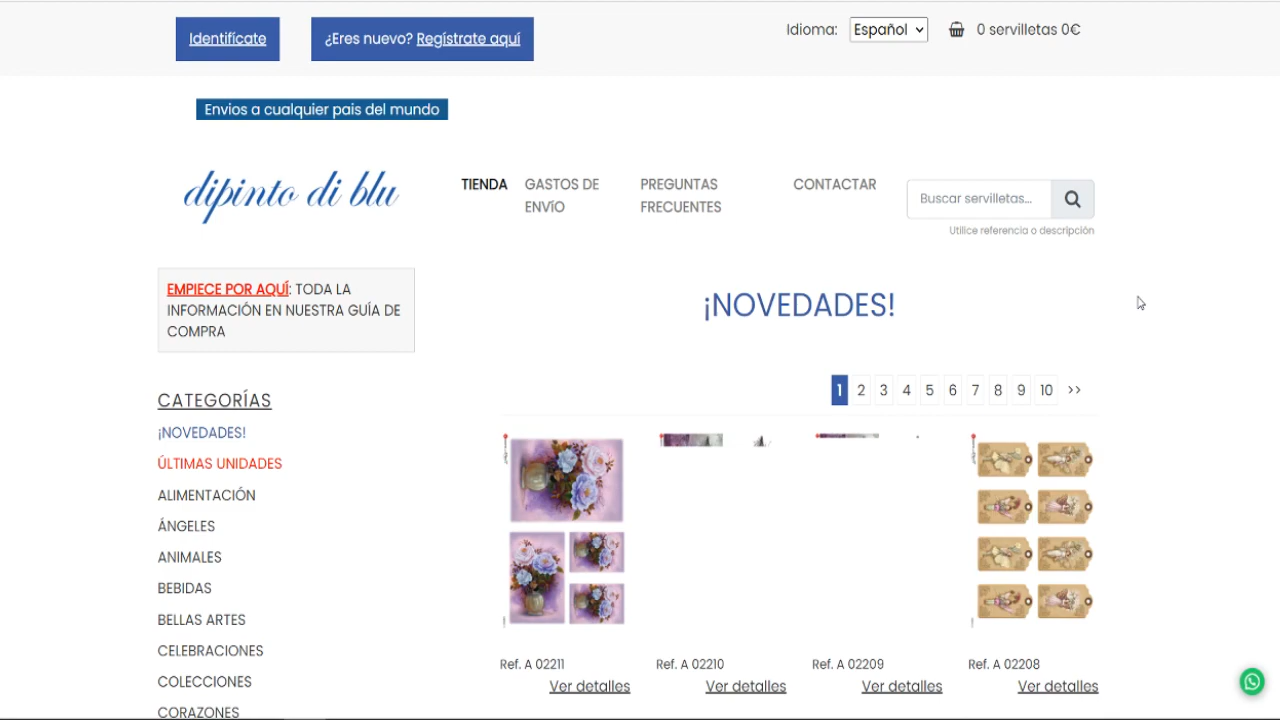 Identifícate
¿Eres nuevo? Regístrate aquí
Idioma:
Español
0 servilletas 0€
Envios a cualquier pais del mundo
dipinto di blu
TIENDA
GASTOS DE
ENVÍO
PREGUNTAS
FRECUENTES
CONTACTAR
Buscar servilletas...
Utilice referencia o descripción
EMPIECE POR AQUÍ: TODA LA
INFORMACIÓN EN NUESTRA GUÍA DE
COMPRA
¡NOVEDADES!
1 2 3 4 5 6 7 8 9 10 >>
CATEGORÍAS
¡NOVEDADES!
ÚLTIMAS UNIDADES
ALIMENTACIÓN
ÁNGELES
ANIMALES
BEBIDAS
BELLAS ARTES
CELEBRACIONES
COLECCIONES
CORAZONES
Ref. A 02211
Ver detalles
Ref. A 02210
Ver detalles
Ref. A 02209
Ver detalles
Ref. A 02208
Ver detalles